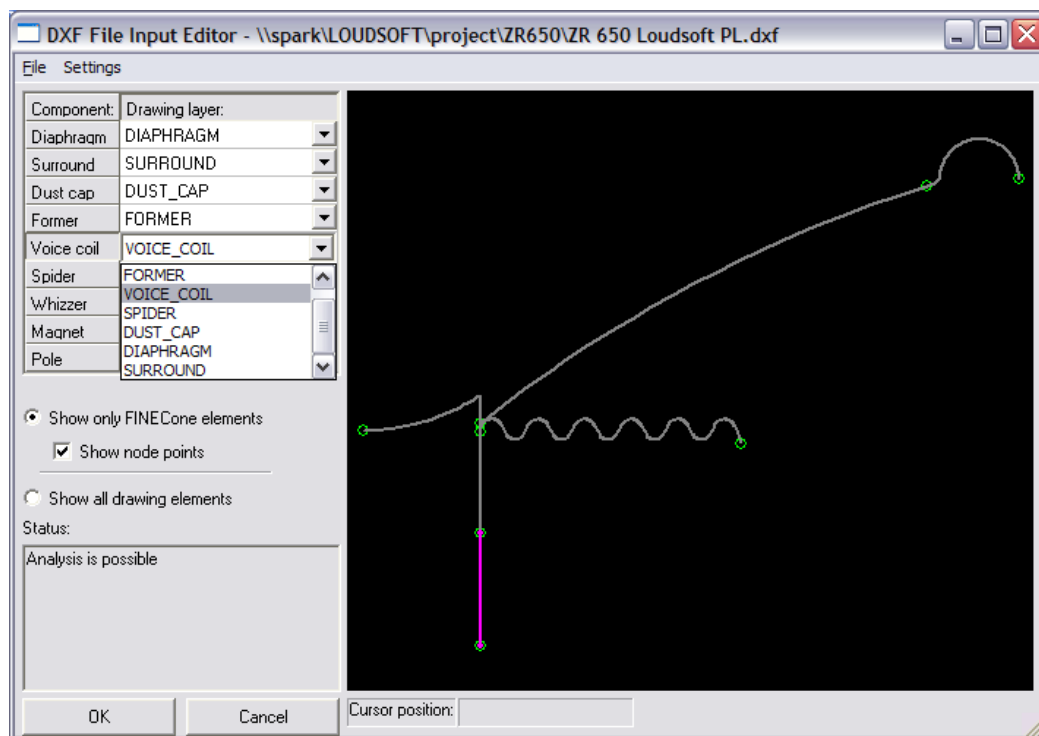 DXF File Input Editor - \\spark\LOUDSOFT\project\ZR650\ZR 650 Loudsoft PL.dxf
File Settings
Component: Drawing layer:
Diaphragm DIAPHRAGM
Surround SURROUND
Dust cap DUST_CAP
Former FORMER
Voice coil VOICE_COIL
Spider FORMER
VOICE_COIL
Whizzer SPIDER
Magnet DUST_CAP
Pole DIAPHRAGM
SURROUND
Show only FINECone elements
Show node points
Show all drawing elements
Status:
Analysis is possible
OK Cancel Cursor position: